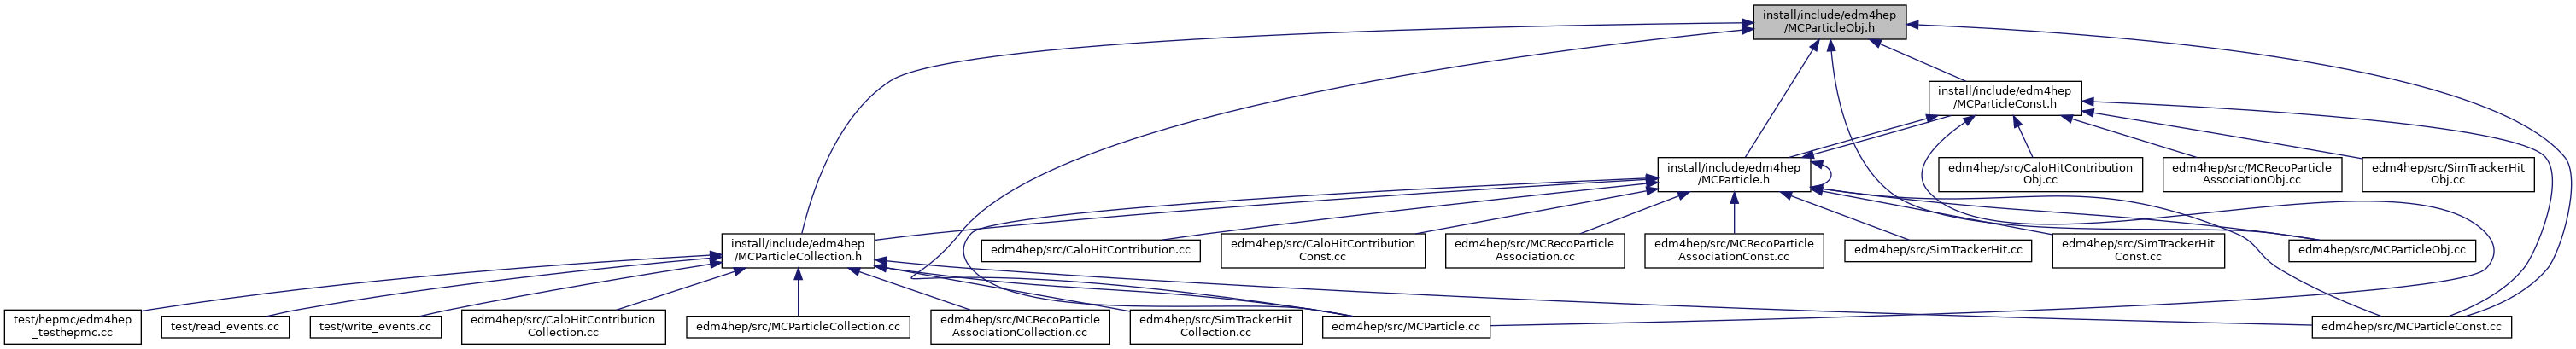 install/include/edm4hep
/MCParticleObj.h
install/include/edm4hep
/MCParticleConst.h
install/include/edm4hep
/MCParticle.h
edm4hep/src/CaloHitContribution
Obj.cc
edm4hep/src/MCRecoParticle
AssociationObj.cc
edm4hep/src/SimTrackerHit
Obj.cc
install/include/edm4hep
/MCParticleCollection.h
edm4hep/src/CaloHitContribution.cc
edm4hep/src/CaloHitContribution
Const.cc
edm4hep/src/MCRecoParticle
Association.cc
edm4hep/src/MCRecoParticle
AssociationConst.cc
edm4hep/src/SimTrackerHit.cc
edm4hep/src/SimTrackerHit
Const.cc
edm4hep/src/MCParticleObj.cc
test/hepmc/edm4hep
_testhepmc.cc
test/read_events.cc
test/write_events.cc
edm4hep/src/CaloHitContribution
Collection.cc
edm4hep/src/MCParticleCollection.cc
edm4hep/src/MCRecoParticle
AssociationCollection.cc
edm4hep/src/SimTrackerHit
Collection.cc
edm4hep/src/MCParticle.cc
edm4hep/src/MCParticleConst.cc